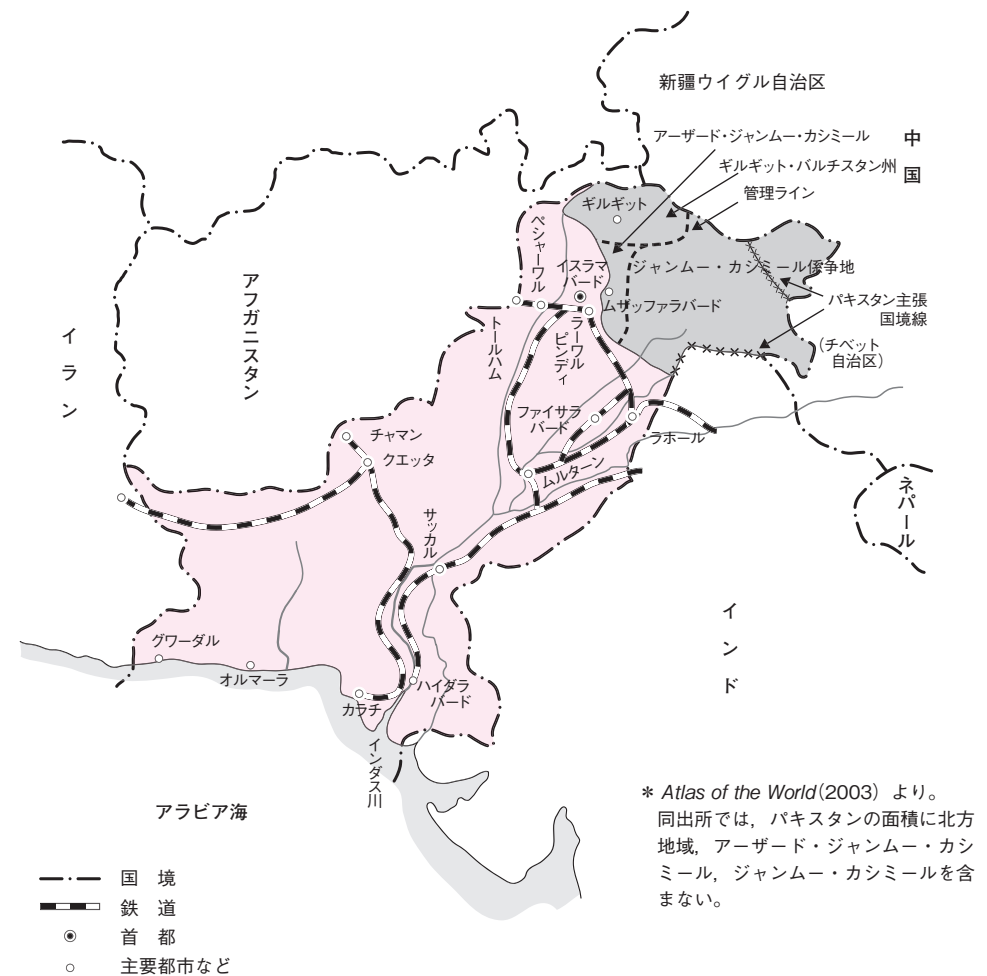 新疆ウイグル自治区
アーザード・ジャンムー・カシミール
中国
ギルギット・バルチスタン州
管理ライン
ギルギット
ペシャーワル
イスラマ
バード
ジャンムー・カシミール係争地
ムザッファラバード
パキスタン主張
国境線
(チベット
自治区)
アフガニスタン
イラン
トールハム
ラーワル
ピンディ
ファイサラ
バード
ラホール
チャマン
クエッタ
ムルターン
ネパール
サッカル
インド
グワーダル
オルマーラ
カラチ
ハイダラ
バード
インダス川
アラビア海
* Atlas of the World(2003) より。
同出所では，パキスタンの面積に北方
地域，アーザード・ジャンムー・カシ
ミール，ジャンムー・カシミールを含
まない。
国 境
鉄 道
首 都
主要都市など